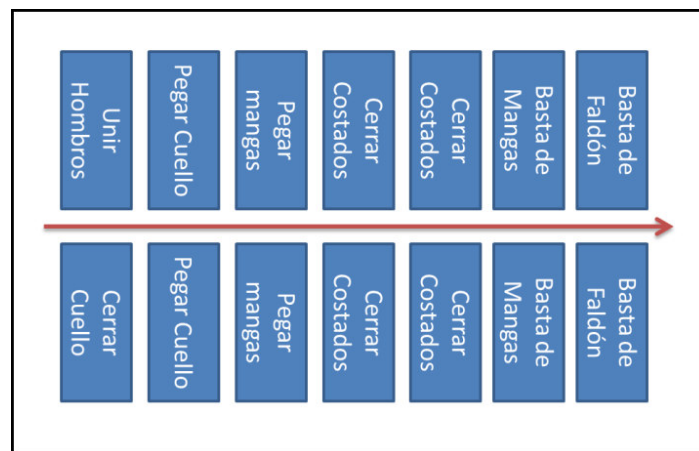 Unir
Hombros
Pegar Cuello
Pegar
mangas
Cerrar
Costados
Cerrar
Costados
Basta de
Mangas
Basta de
Faldón
Cerrar
Cuello
Pegar Cuello
Pegar
mangas
Cerrar
Costados
Cerrar
Costados
Basta de
Mangas
Basta de
Faldón